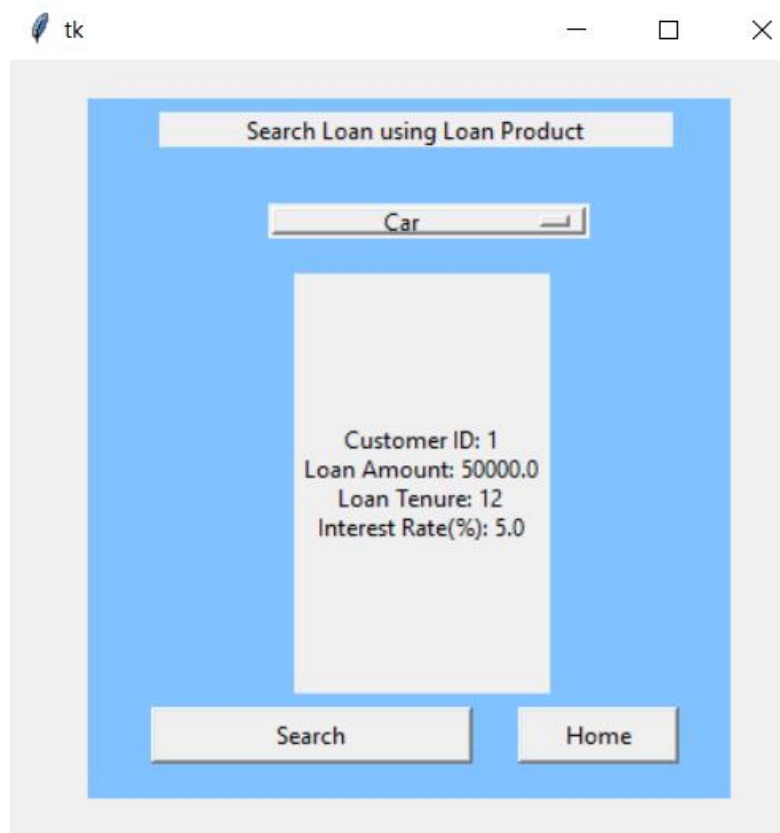 tk
Search Loan using Loan Product
Car
Customer ID: 1
Loan Amount: 50000.0
Loan Tenure: 12
Interest Rate(%): 5.0
Search
Home